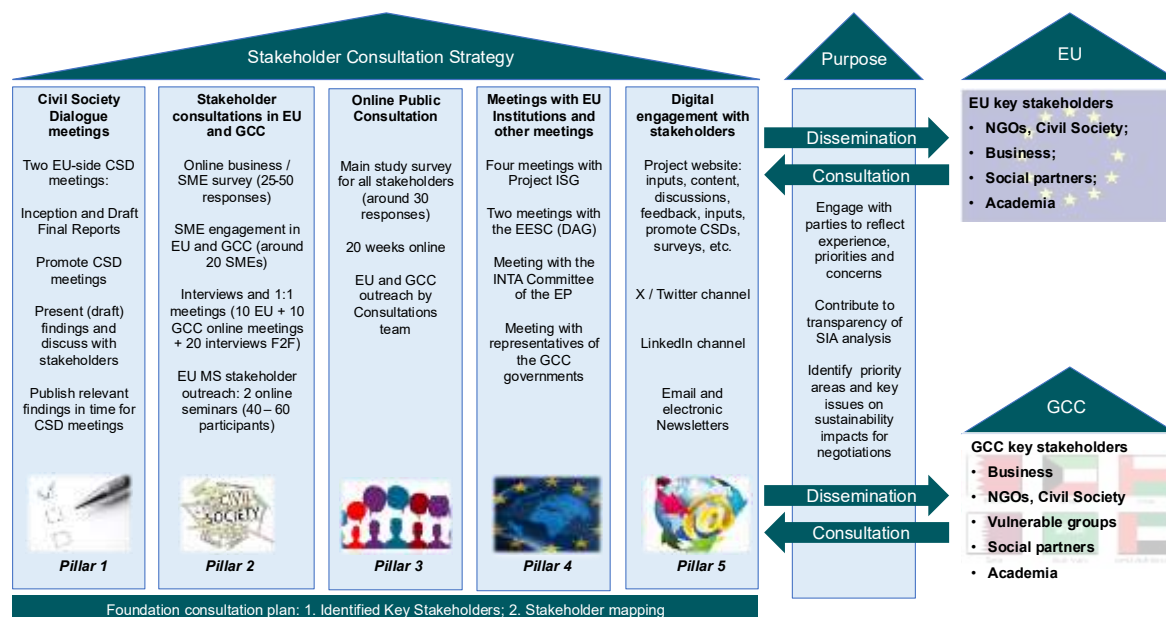 Stakeholder Consultation Strategy
Civil Society
Dialogue
meetings
Two EU-side CSD
meetings:
Inception and Draft
Final Reports
Promote CSD
meetings
Present (draft)
findings and
discuss with
stakeholders
Publish relevant
findings in time for
CSD meetings
Pillar 1
Stakeholder
consultations in EU
and GCC
Online business /
SME survey (25-50
responses)
SME engagement in
EU and GCC (around
20 SMEs)
Interviews and 1:1
meetings (10 EU + 10
GCC online meetings
+ 20 interviews F2F)
EU MS stakeholder
outreach: 2 online
seminars (40 – 60
participants)
CIVIL
SOCIETY
Pillar 2
Online Public
Consultation
Main study survey
for all stakeholders
(around 30
responses)
20 weeks online
EU and GCC
outreach by
Consultations
team
Pillar 3
Meetings with EU
Institutions and
other meetings
Four meetings with
Project ISG
Two meetings with
the EESC (DAG)
Meeting with the
INTA Committee
of the EP
Meeting with
representatives of
the GCC
governments
Pillar 4
Digital
engagement with
stakeholders
Project website:
inputs, content,
discussions,
feedback, inputs,
promote CSDs,
surveys, etc.
X / Twitter channel
LinkedIn channel
Email and
electronic
Newsletters
@
Pillar 5
Foundation consultation plan: 1. Identified Key Stakeholders; 2. Stakeholder mapping
Purpose
Dissemination
Consultation
Engage with
parties to reflect
experience,
priorities and
concerns
Contribute to
transparency of
SIA analysis
Identify priority
areas and key
issues on
sustainability
impacts for
negotiations
Dissemination
Consultation
EU
EU key stakeholders
• NGOs, Civil Society;
• Business;
• Social partners;
• Academia
GCC
GCC key stakeholders
• Business
• NGOs, Civil Society
• Vulnerable groups
• Social partners
• Academia